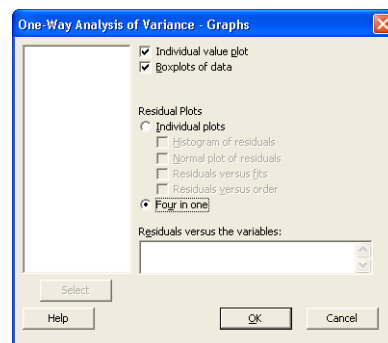 One-Way Analysis of Variance - Graphs
Individual value plot
Boxplots of data
Residual Plots
Individual plots
Histogram of residuals
Normal plot of residuals
Residuals versus fits
Residuals versus order
Four in one
Residuals versus the variables:
Select
Help
OK
Cancel